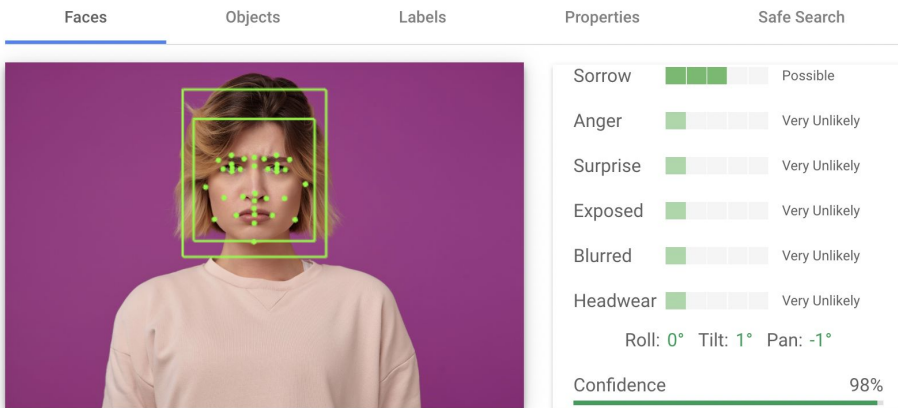 Faces Objects Labels Properties Safe Search
Sorrow Possible
Anger Very Unlikely
Surprise Very Unlikely
Exposed Very Unlikely
Blurred Very Unlikely
Headwear Very Unlikely
Roll: 0° Tilt: 1° Pan: -1°
Confidence 98%